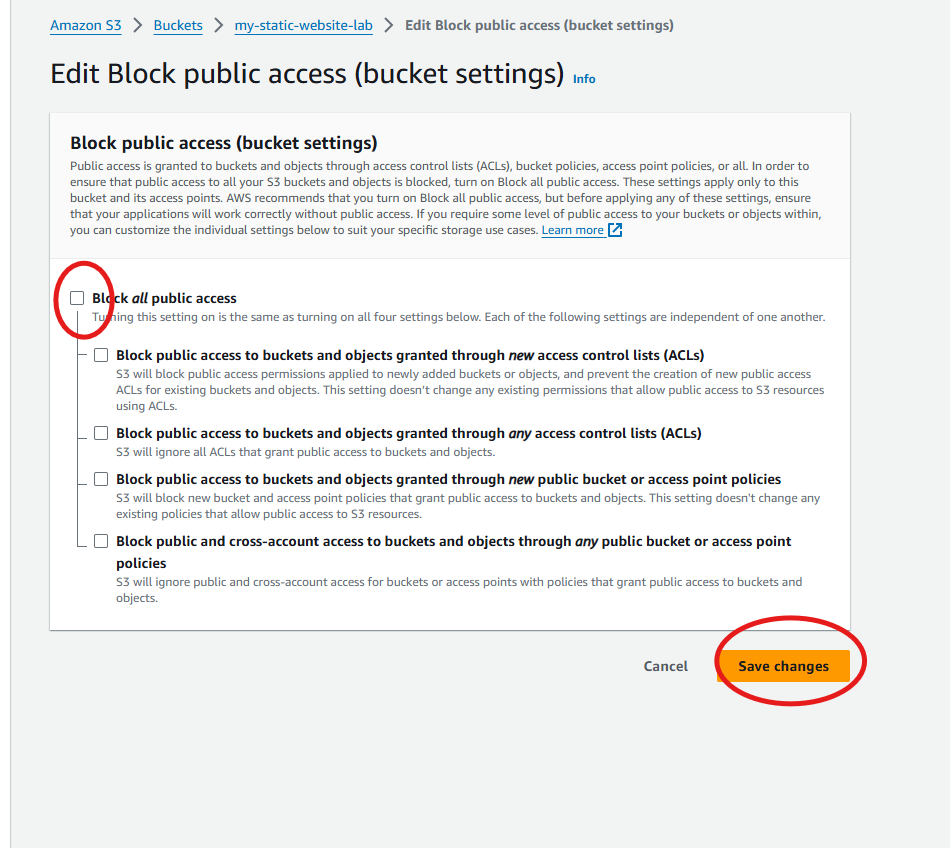 Amazon S3 > Buckets > my-static-website-lab > Edit Block public access (bucket settings)
Edit Block public access (bucket settings) Info
Block public access (bucket settings)
Public access is granted to buckets and objects through access control lists (ACLs), bucket policies, access point policies, or all. In order to
ensure that public access to all your S3 buckets and objects is blocked, turn on Block all public access. These settings apply only to this
bucket and its access points. AWS recommends that you turn on Block all public access, but before applying any of these settings, ensure
that your applications will work correctly without public access. If you require some level of public access to your buckets or objects within,
you can customize the individual settings below to suit your specific storage use cases. Learn more
Block all public access
Turning this setting on is the same as turning on all four settings below. Each of the following settings are independent of one another.
Block public access to buckets and objects granted through new access control lists (ACLs)
S3 will block public access permissions applied to newly added buckets or objects, and prevent the creation of new public access
ACLs for existing buckets and objects. This setting doesn't change any existing permissions that allow public access to S3 resources
using ACLs.
Block public access to buckets and objects granted through any access control lists (ACLs)
S3 will ignore all ACLs that grant public access to buckets and objects.
Block public access to buckets and objects granted through new public bucket or access point policies
S3 will block new bucket and access point policies that grant public access to buckets and objects. This setting doesn't change any
existing policies that allow public access to S3 resources.
Block public and cross-account access to buckets and objects through any public bucket or access point
policies
S3 will ignore public and cross-account access for buckets or access points with policies that grant public access to buckets and
objects.
Cancel Save changes